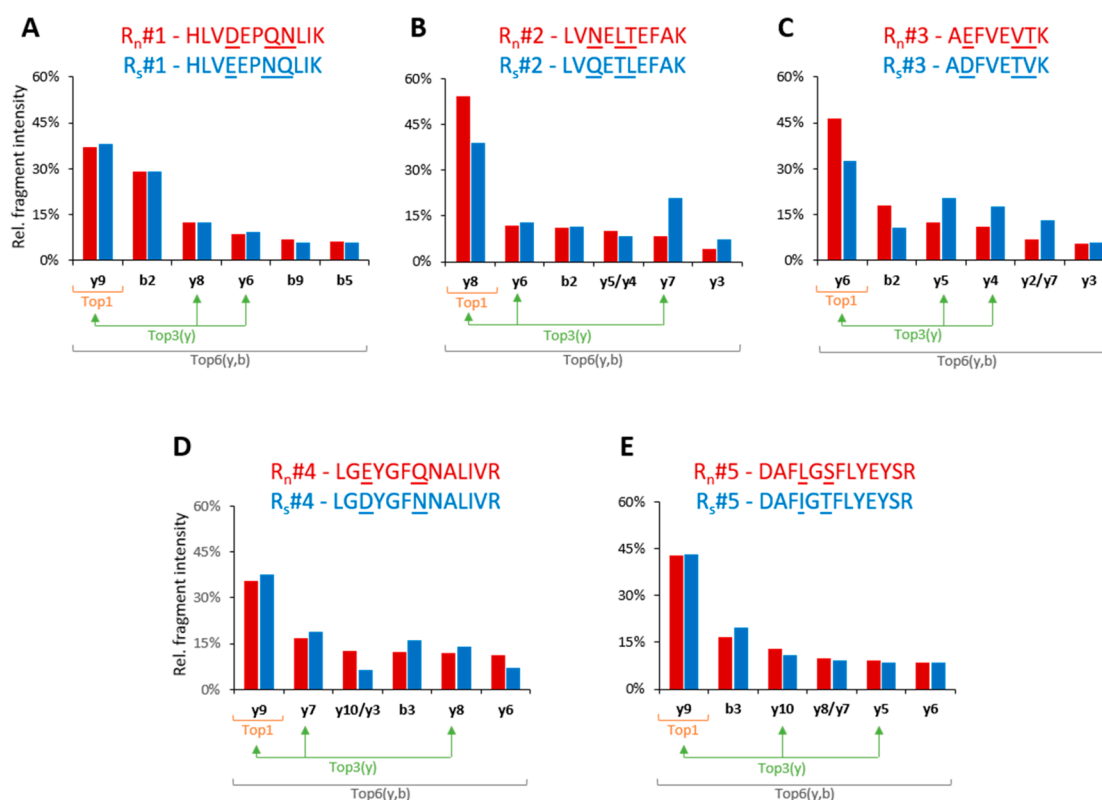 A
Rn#1 - HLVDEPQNLIK
Rs#1 - HLVEEPNQLIK
Rel. fragment intensity
60%
45%
30%
15%
0%
y9 b2 y8 y6 b9 b5
Top1
Top3(y)
Top6(y,b)
B
Rn#2 - LVNELTEFAK
Rs#2 - LVQETLEFAK
60%
45%
30%
15%
0%
y8 y6 b2 y5/y4 y7 y3
Top1
Top3(y)
Top6(y,b)
C
Rn#3 - AEFVEVTK
Rs#3 - ADFVETVK
60%
45%
30%
15%
0%
y6 b2 y5 y4 y2/y7 y3
Top1
Top3(y)
Top6(y,b)
D
Rn#4 - LGEYGFQNALIVR
Rs#4 - LGDYGFNNALIVR
Rel. fragment intensity
60%
45%
30%
15%
0%
y9 y7 y10/y3 b3 y8 y6
Top1
Top3(y)
Top6(y,b)
E
Rn#5 - DAFLGSFLYEYSR
Rs#5 - DAFIGTFLYEYSR
60%
45%
30%
15%
0%
y9 b3 y10 y8/y7 y5 y6
Top1
Top3(y)
Top6(y,b)